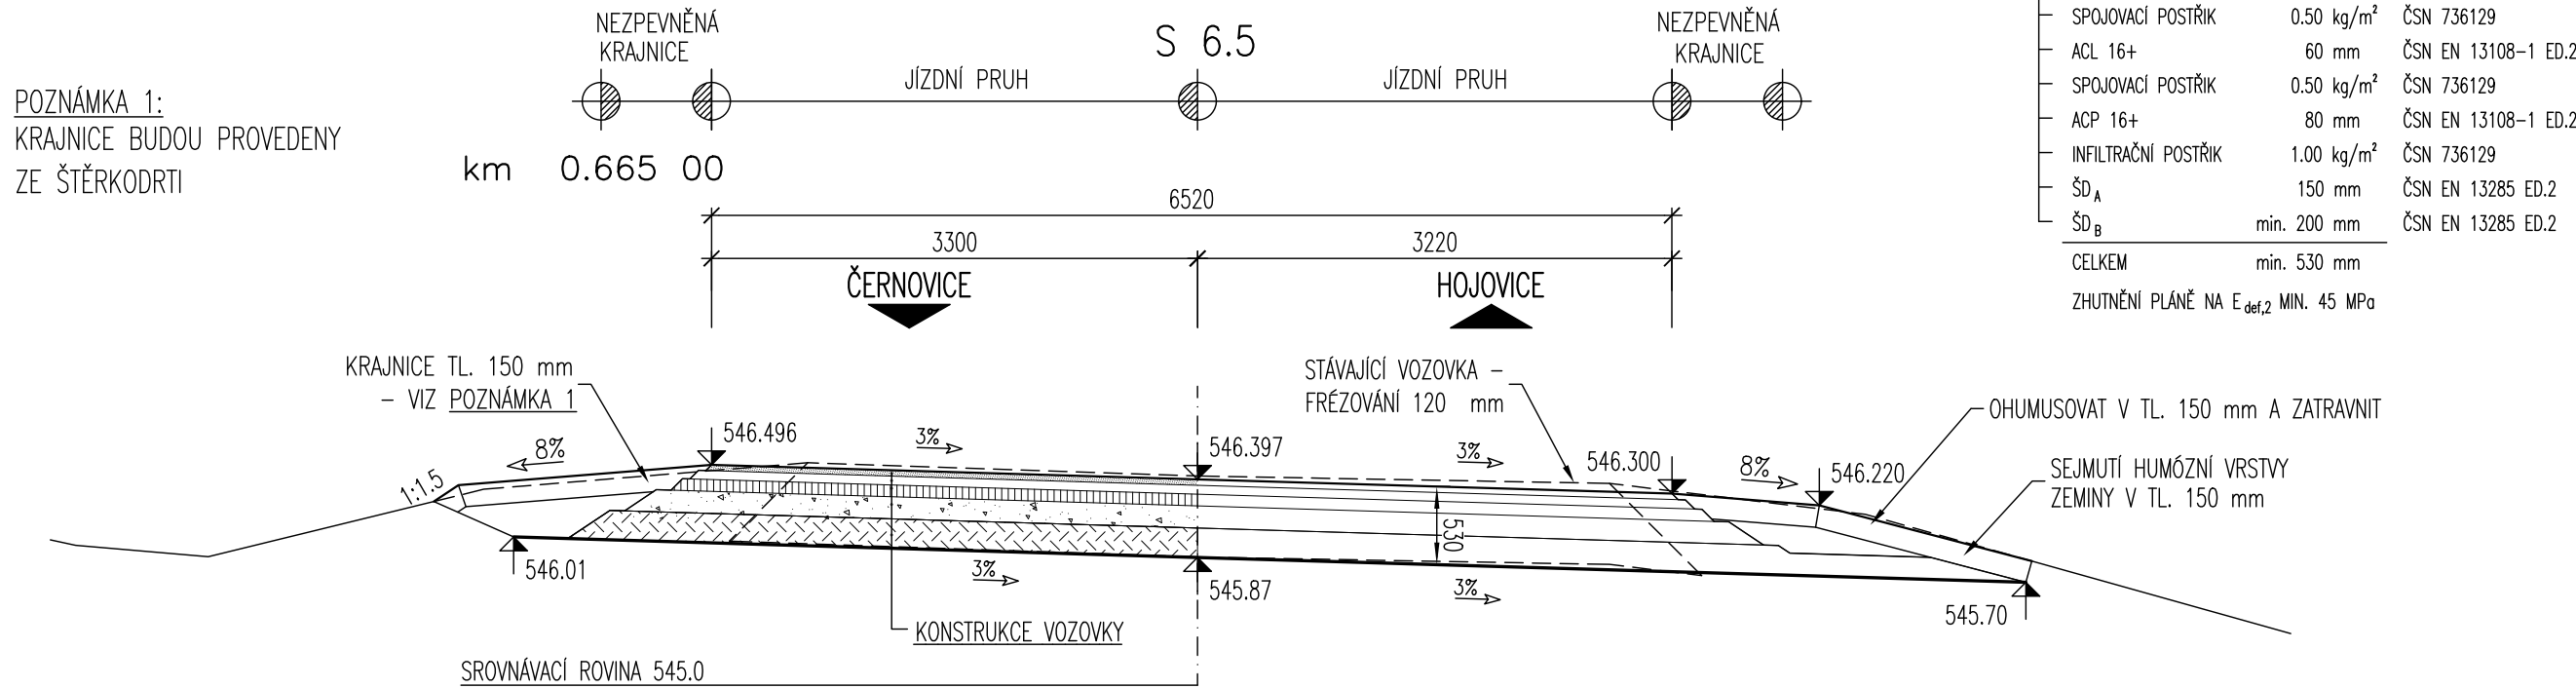 NEZPEVNĚNÁ
KRAJNICE
S 6.5
NEZPEVNĚNÁ
KRAJNICE
JÍZDNÍ PRUH
JÍZDNÍ PRUH
POZNÁMKA 1:
KRAJNICE BUDOU PROVEDENY
ZE ŠTĚRKODRTI
km 0.665 00
6520
3300
3220
ČERNOVICE
HOJOVICE
SPOJOVACÍ POSTŘIK 0.50 kg/m² ČSN 736129
ACL 16+ 60 mm ČSN EN 13108-1 ED.2
SPOJOVACÍ POSTŘIK 0.50 kg/m² ČSN 736129
ACP 16+ 80 mm ČSN EN 13108-1 ED.2
INFILTRAČNÍ POSTŘIK 1.00 kg/m² ČSN 736129
ŠD A 150 mm ČSN EN 13285 ED.2
ŠD B min. 200 mm ČSN EN 13285 ED.2
CELKEM min. 530 mm
ZHUTNĚNÍ PLÁNĚ NA E def,2 MIN. 45 MPa
KRAJNICE TL. 150 mm
– VIZ POZNÁMKA 1
STÁVAJÍCÍ VOZOVKA –
FRÉZOVÁNÍ 120 mm
OHUMUSOVAT V TL. 150 mm A ZATRAVNIT
SEJMUTÍ HUMÓZNÍ VRSTVY
ZEMINY V TL. 150 mm
1:1.5
8%
546.496
3%
546.397
3%
546.300
8%
546.220
530
546.01
3%
545.87
3%
545.70
KONSTRUKCE VOZOVKY
SROVNÁVACÍ ROVINA 545.0